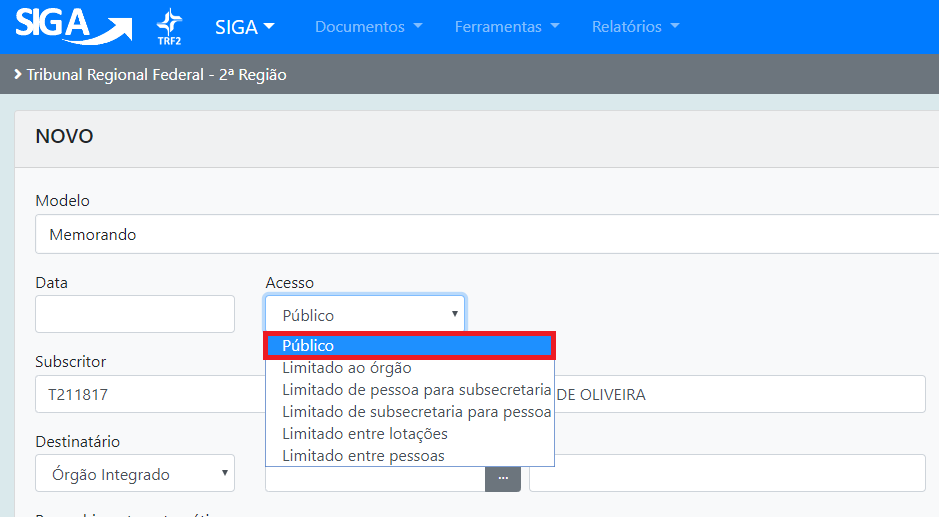 SIGA TRF2 SIGA Documentos Ferramentas Relatórios
Tribunal Regional Federal - 2ª Região
NOVO
Modelo
Memorando
Data Acesso
Público
Público
Limitado ao órgão
Limitado de pessoa para subsecretaria
Limitado de subsecretaria para pessoa
Limitado entre lotações
Limitado entre pessoas
Subscritor
T211817 DE OLIVEIRA
Destinatário
Órgão Integrado ...